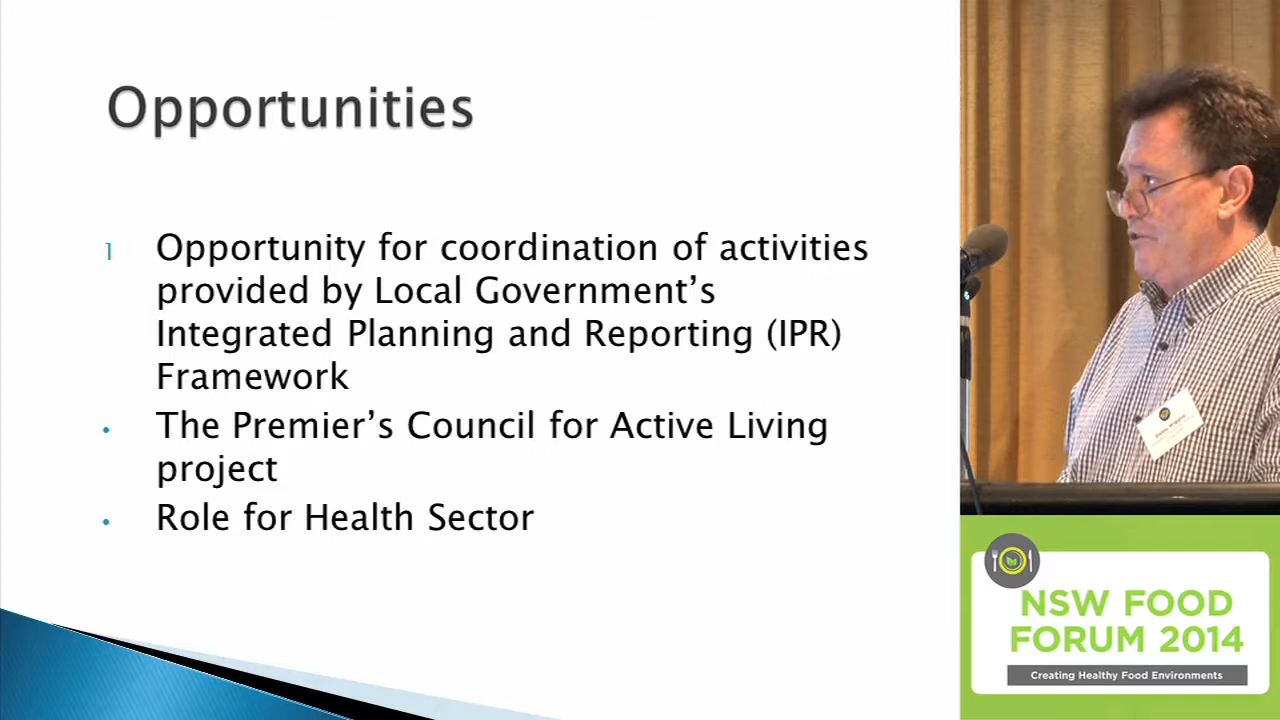 Opportunities
1 Opportunity for coordination of activities
provided by Local Government's
Integrated Planning and Reporting (IPR)
Framework
• The Premier's Council for Active Living
project
• Role for Health Sector
NSW FOOD
FORUM 2014
Creating Healthy Food Environments